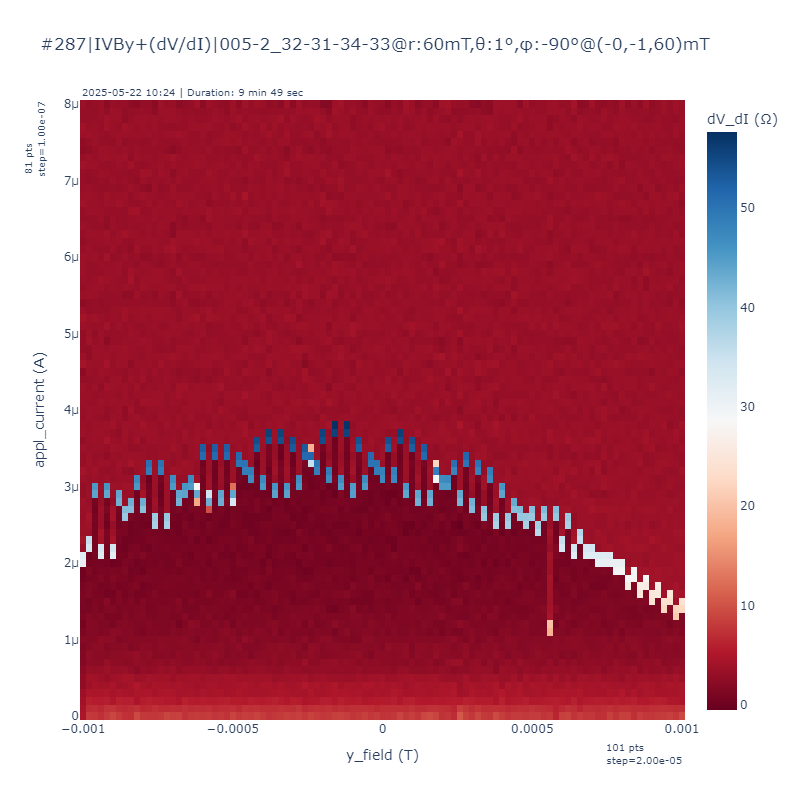 #287|IVBy+(dV/dI)|005-2_32-31-34-33@r:60mT,θ:1°,φ:-90°@(-0,-1,60)mT
2025-05-22 10:24 | Duration: 9 min 49 sec
81 pts
step=1.00e-07
dV_dI (Ω)
8μ
7μ
6μ
5μ
4μ
3μ
2μ
1μ
0
appl_current (A)
50
40
30
20
10
0
−0.001
−0.0005
0
0.0005
0.001
y_field (T)
101 pts
step=2.00e-05